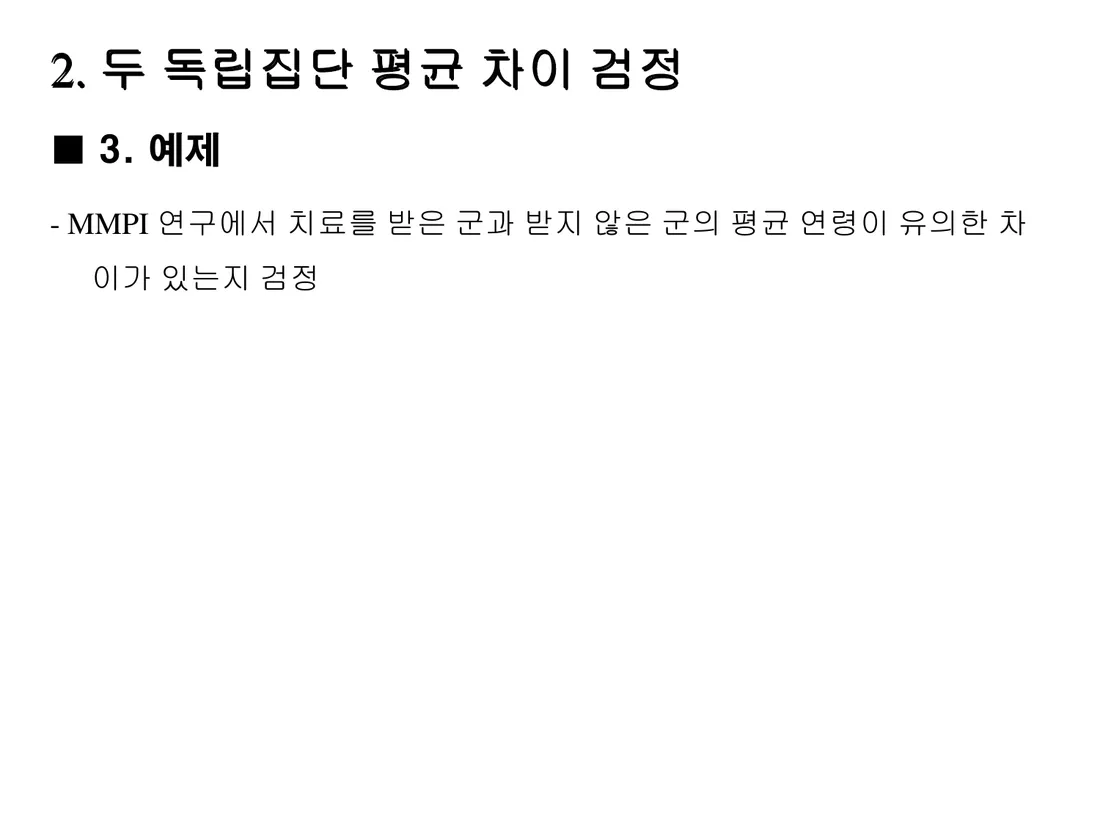 2. 두 독립집단 평균 차이 검정
■ 3. 예제
- MMPI 연구에서 치료를 받은 군과 받지 않은 군의 평균 연령이 유의한 차
이가 있는지 검정